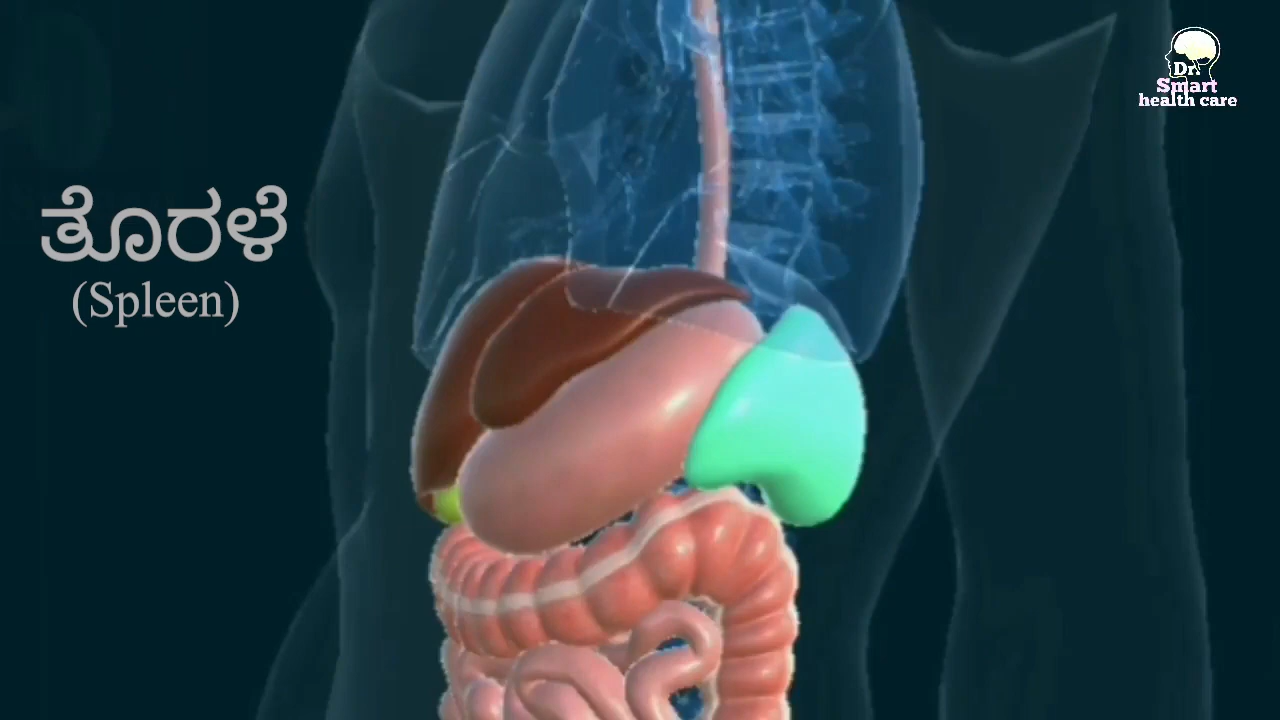 Dr.
Smart
health care
ತೊರಳೆ
(Spleen)